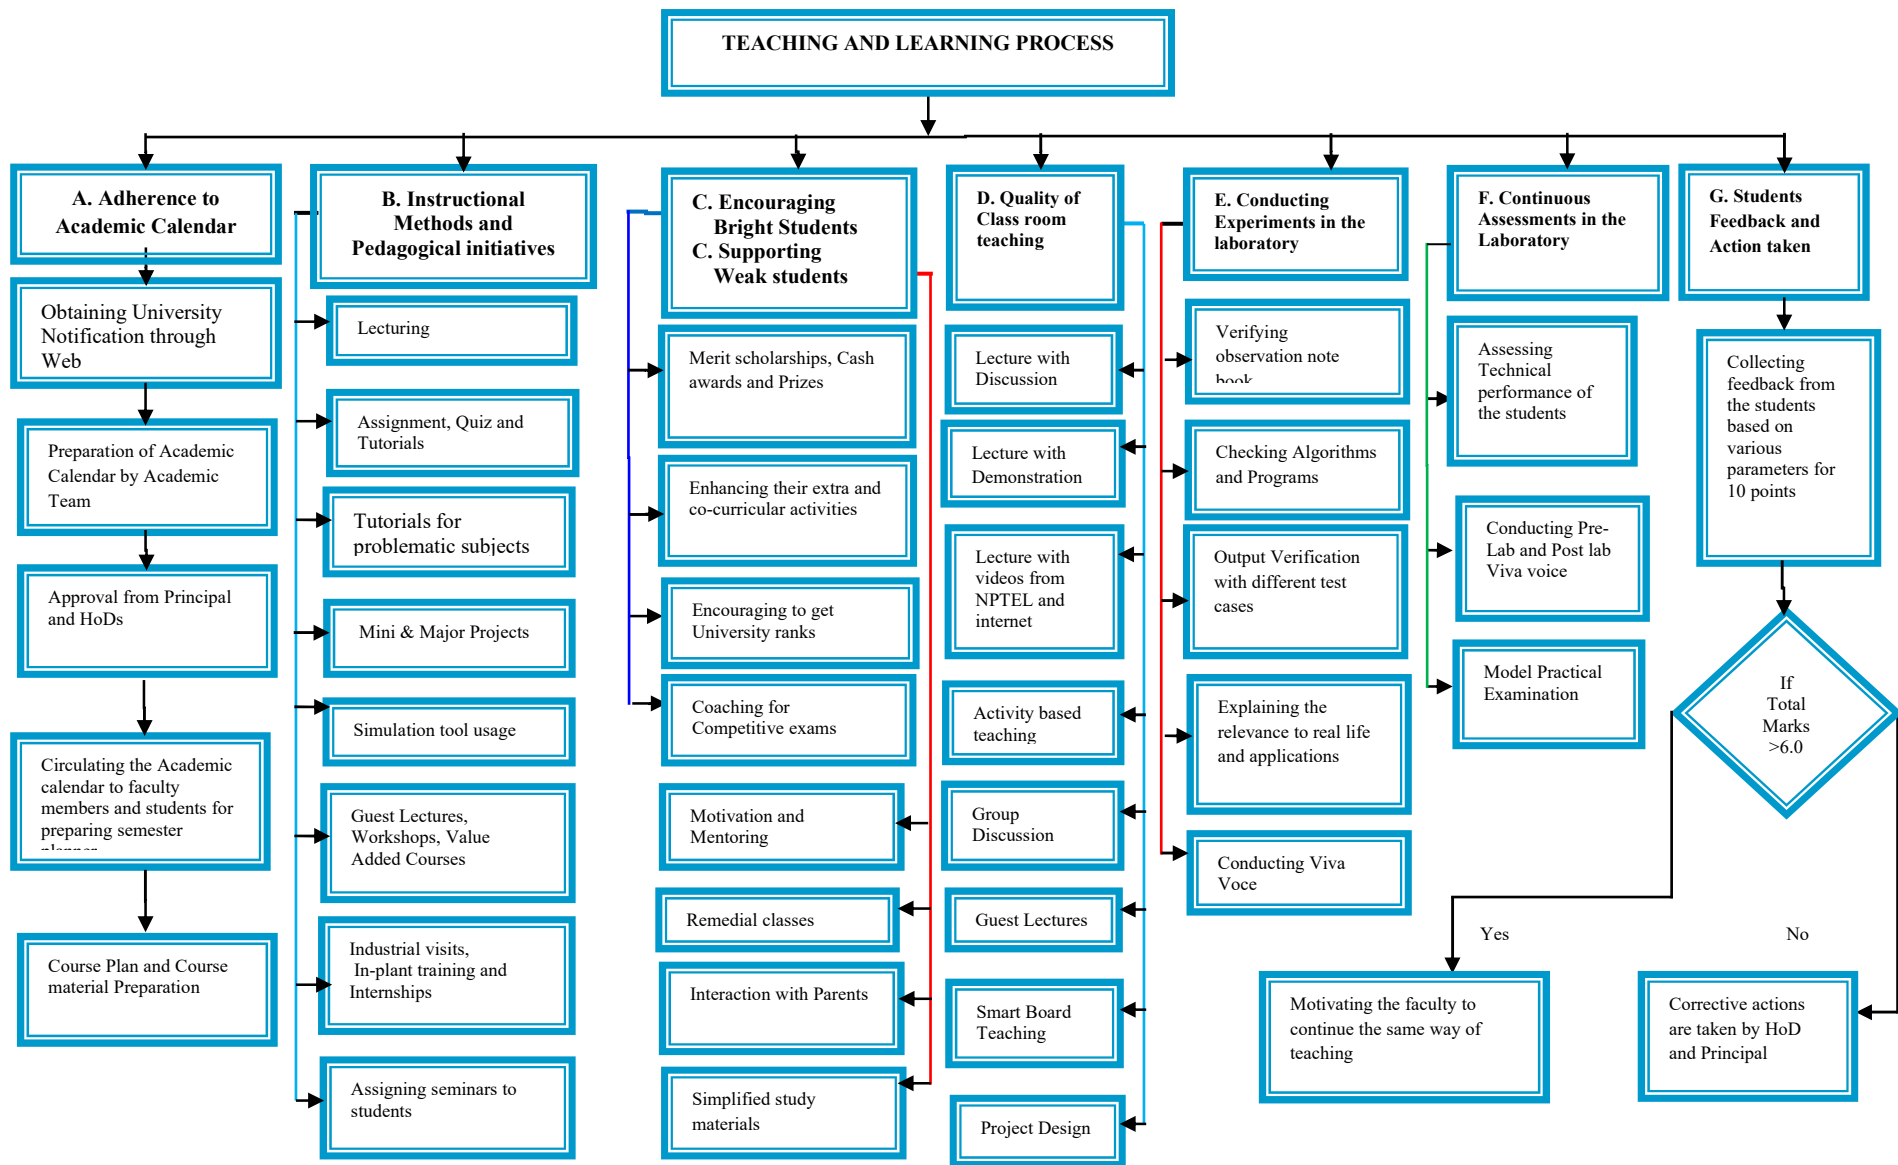 TEACHING AND LEARNING PROCESS
A. Adherence to
Academic Calendar
Obtaining University
Notification through
Web
Preparation of Academic
Calendar by Academic
Team
Approval from Principal
and HoDs
Circulating the Academic
calendar to faculty
members and students for
preparing semester
planner
Course Plan and Course
material Preparation
B. Instructional
Methods and
Pedagogical initiatives
Lecturing
Assignment, Quiz and
Tutorials
Tutorials for
problematic subjects
Mini & Major Projects
Simulation tool usage
Guest Lectures,
Workshops, Value
Added Courses
Industrial visits,
In-plant training and
Internships
Assigning seminars to
students
C. Encouraging
Bright Students
C. Supporting
Weak students
Merit scholarships, Cash
awards and Prizes
Enhancing their extra and
co-curricular activities
Encouraging to get
University ranks
Coaching for
Competitive exams
Motivation and
Mentoring
Remedial classes
Interaction with Parents
Simplified study
materials
D. Quality of
Class room
teaching
Lecture with
Discussion
Lecture with
Demonstration
Lecture with
videos from
NPTEL and
internet
Activity based
teaching
Group
Discussion
Guest Lectures
Smart Board
Teaching
Project Design
E. Conducting
Experiments in the
laboratory
Verifying
observation note
book
Checking Algorithms
and Programs
Output Verification
with different test
cases
Explaining the
relevance to real life
and applications
Conducting Viva
Voce
F. Continuous
Assessments in the
Laboratory
Assessing
Technical
performance of
the students
Conducting Pre-
Lab and Post lab
Viva voice
Model Practical
Examination
G. Students
Feedback and
Action taken
Collecting
feedback from
the students
based on
various
parameters for
10 points
If
Total
Marks
>6.0
Yes
No
Motivating the faculty to
continue the same way of
teaching
Corrective actions
are taken by HoD
and Principal